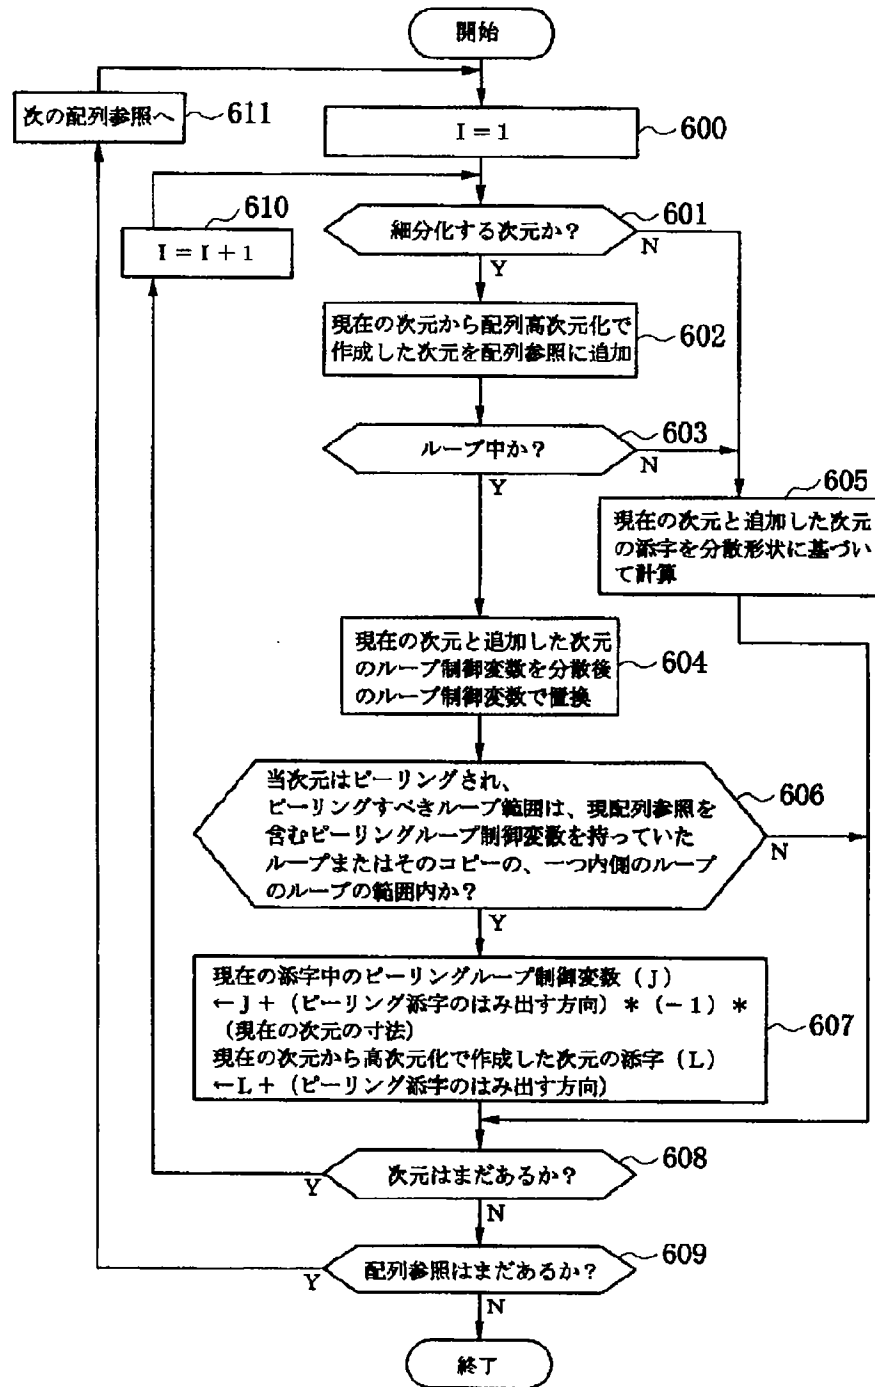 開始
次の配列参照へ
611
I=1
600
610
I=I+1
細分化する次元か?
601
N
Y
現在の次元から配列高次元化で
作成した次元を配列参照に追加
602
ループ中か?
603
N
Y
605
現在の次元と追加した次元
の添字を分散形状に基づい
て計算
現在の次元と追加した次元
のループ制御変数を分散後
のループ制御変数で置換
604
当次元はピーリングされ、
ピーリングすべきループ範囲は、現配列参照を
含むピーリングループ制御変数を持っていた
ループまたはそのコピーの、一つ内側のループ
のループの範囲内か?
606
N
Y
現在の添字中のピーリングループ制御変数(J)
←J+(ピーリング添字のはみ出す方向)*(-1)*
(現在の次元の寸法)
現在の次元から高次元化で作成した次元の添字(L)
←L+(ピーリング添字のはみ出す方向)
607
次元はまだあるか?
608
Y
N
配列参照はまだあるか?
609
Y
N
終了